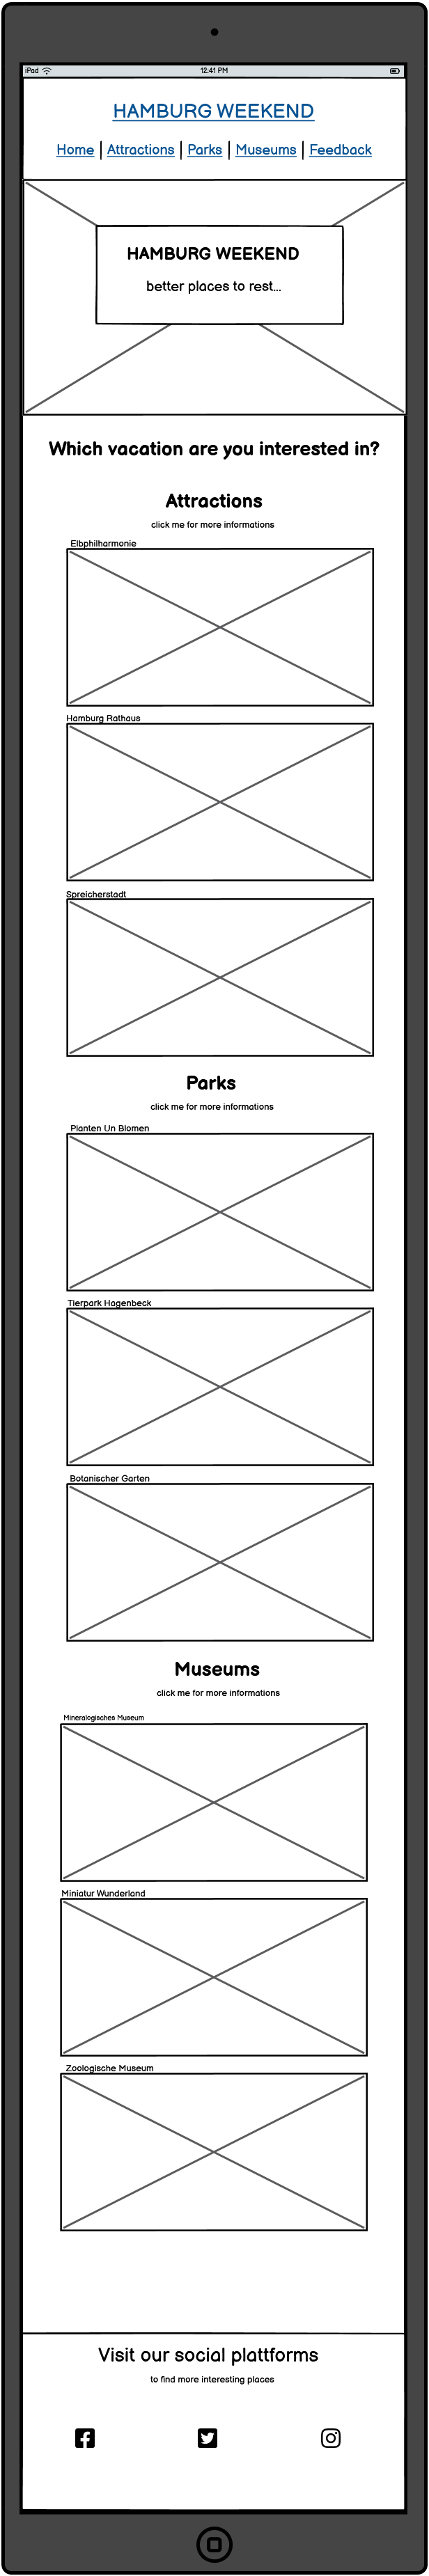 iPad 12:41 PM
HAMBURG WEEKEND
Home | Attractions | Parks | Museums | Feedback
HAMBURG WEEKEND
better places to rest...
Which vacation are you interested in?
Attractions
click me for more informations
Elbphilharmonie
Hamburg Rathaus
Spreicherstadt
Parks
click me for more informations
Planten Un Blomen
Tierpark Hagenbeck
Botanischer Garten
Museums
click me for more informations
Mineralogisches Museum
Miniatur Wunderland
Zoologische Museum
Visit our social plattforms
to find more interesting places